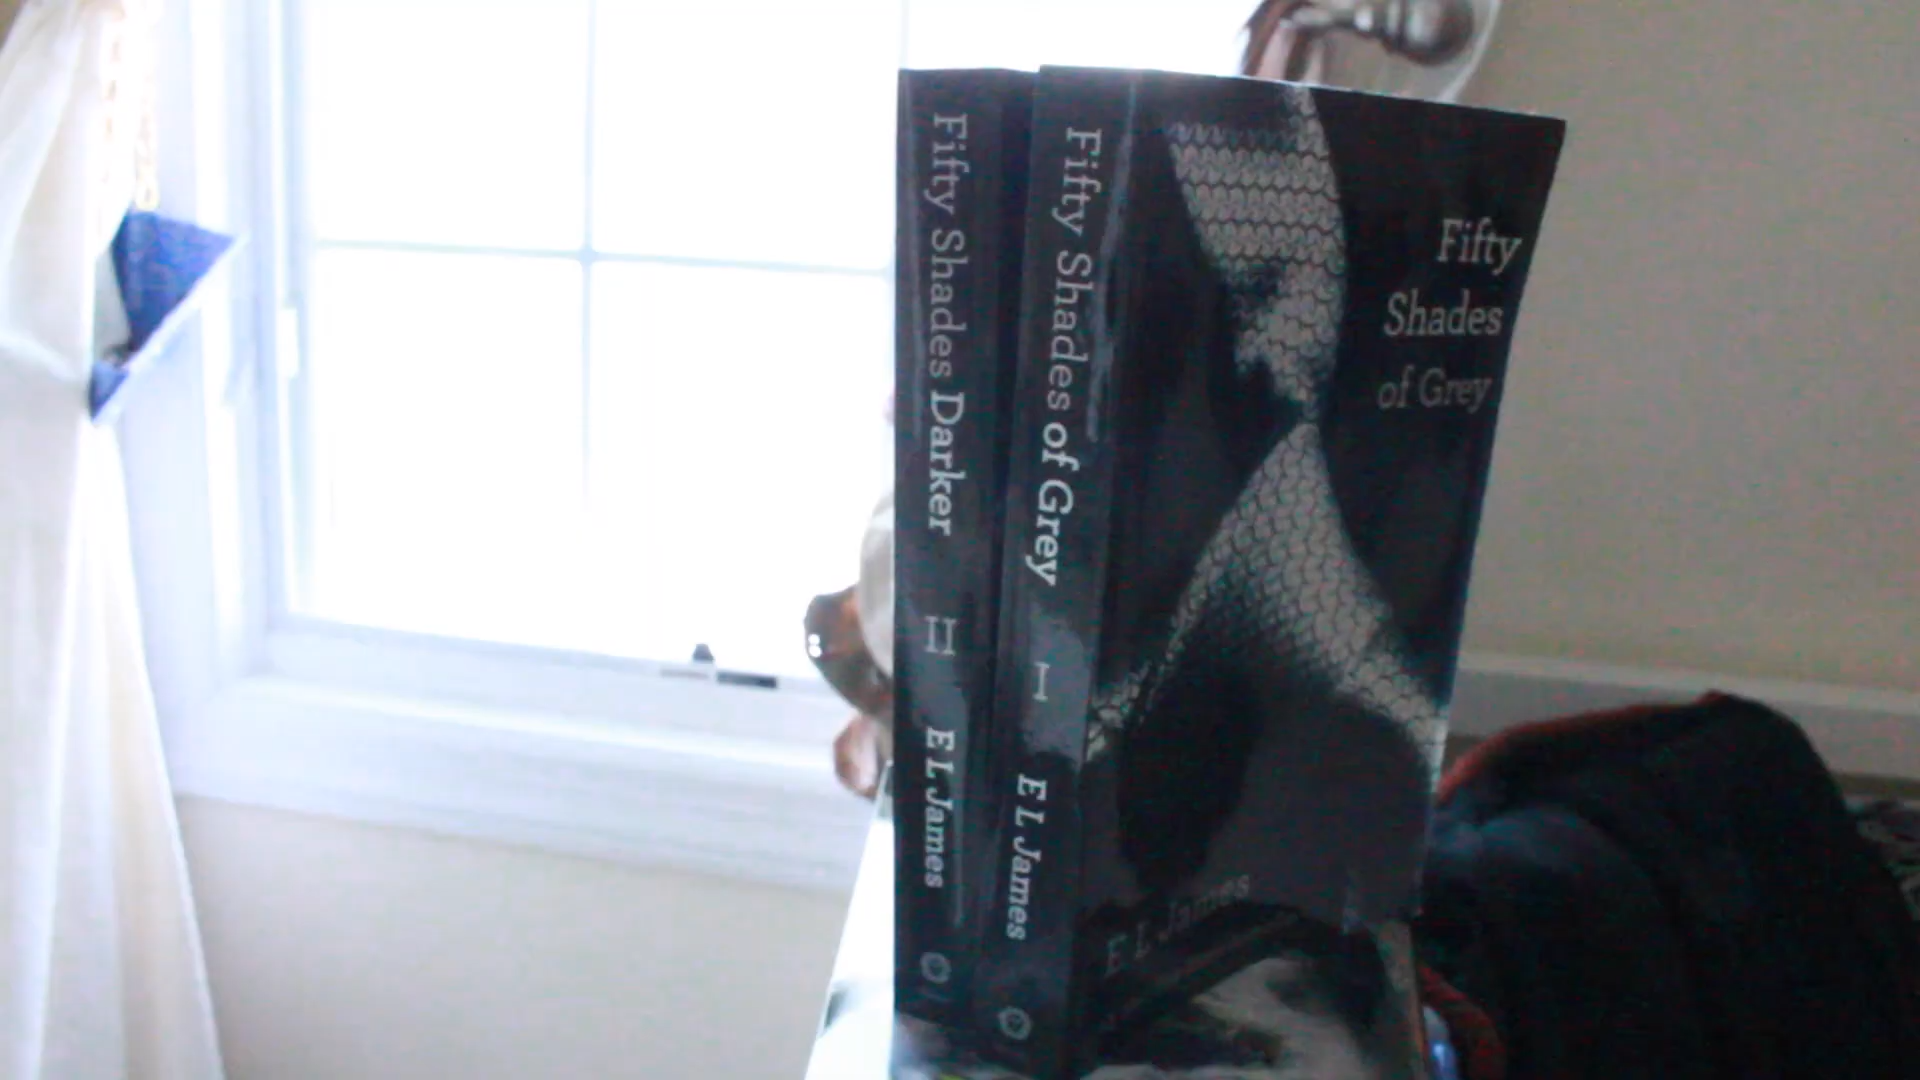 Fifty Shades Darker II E L James
Fifty Shades of Grey I E L James
Fifty
Shades
of Grey
E L James